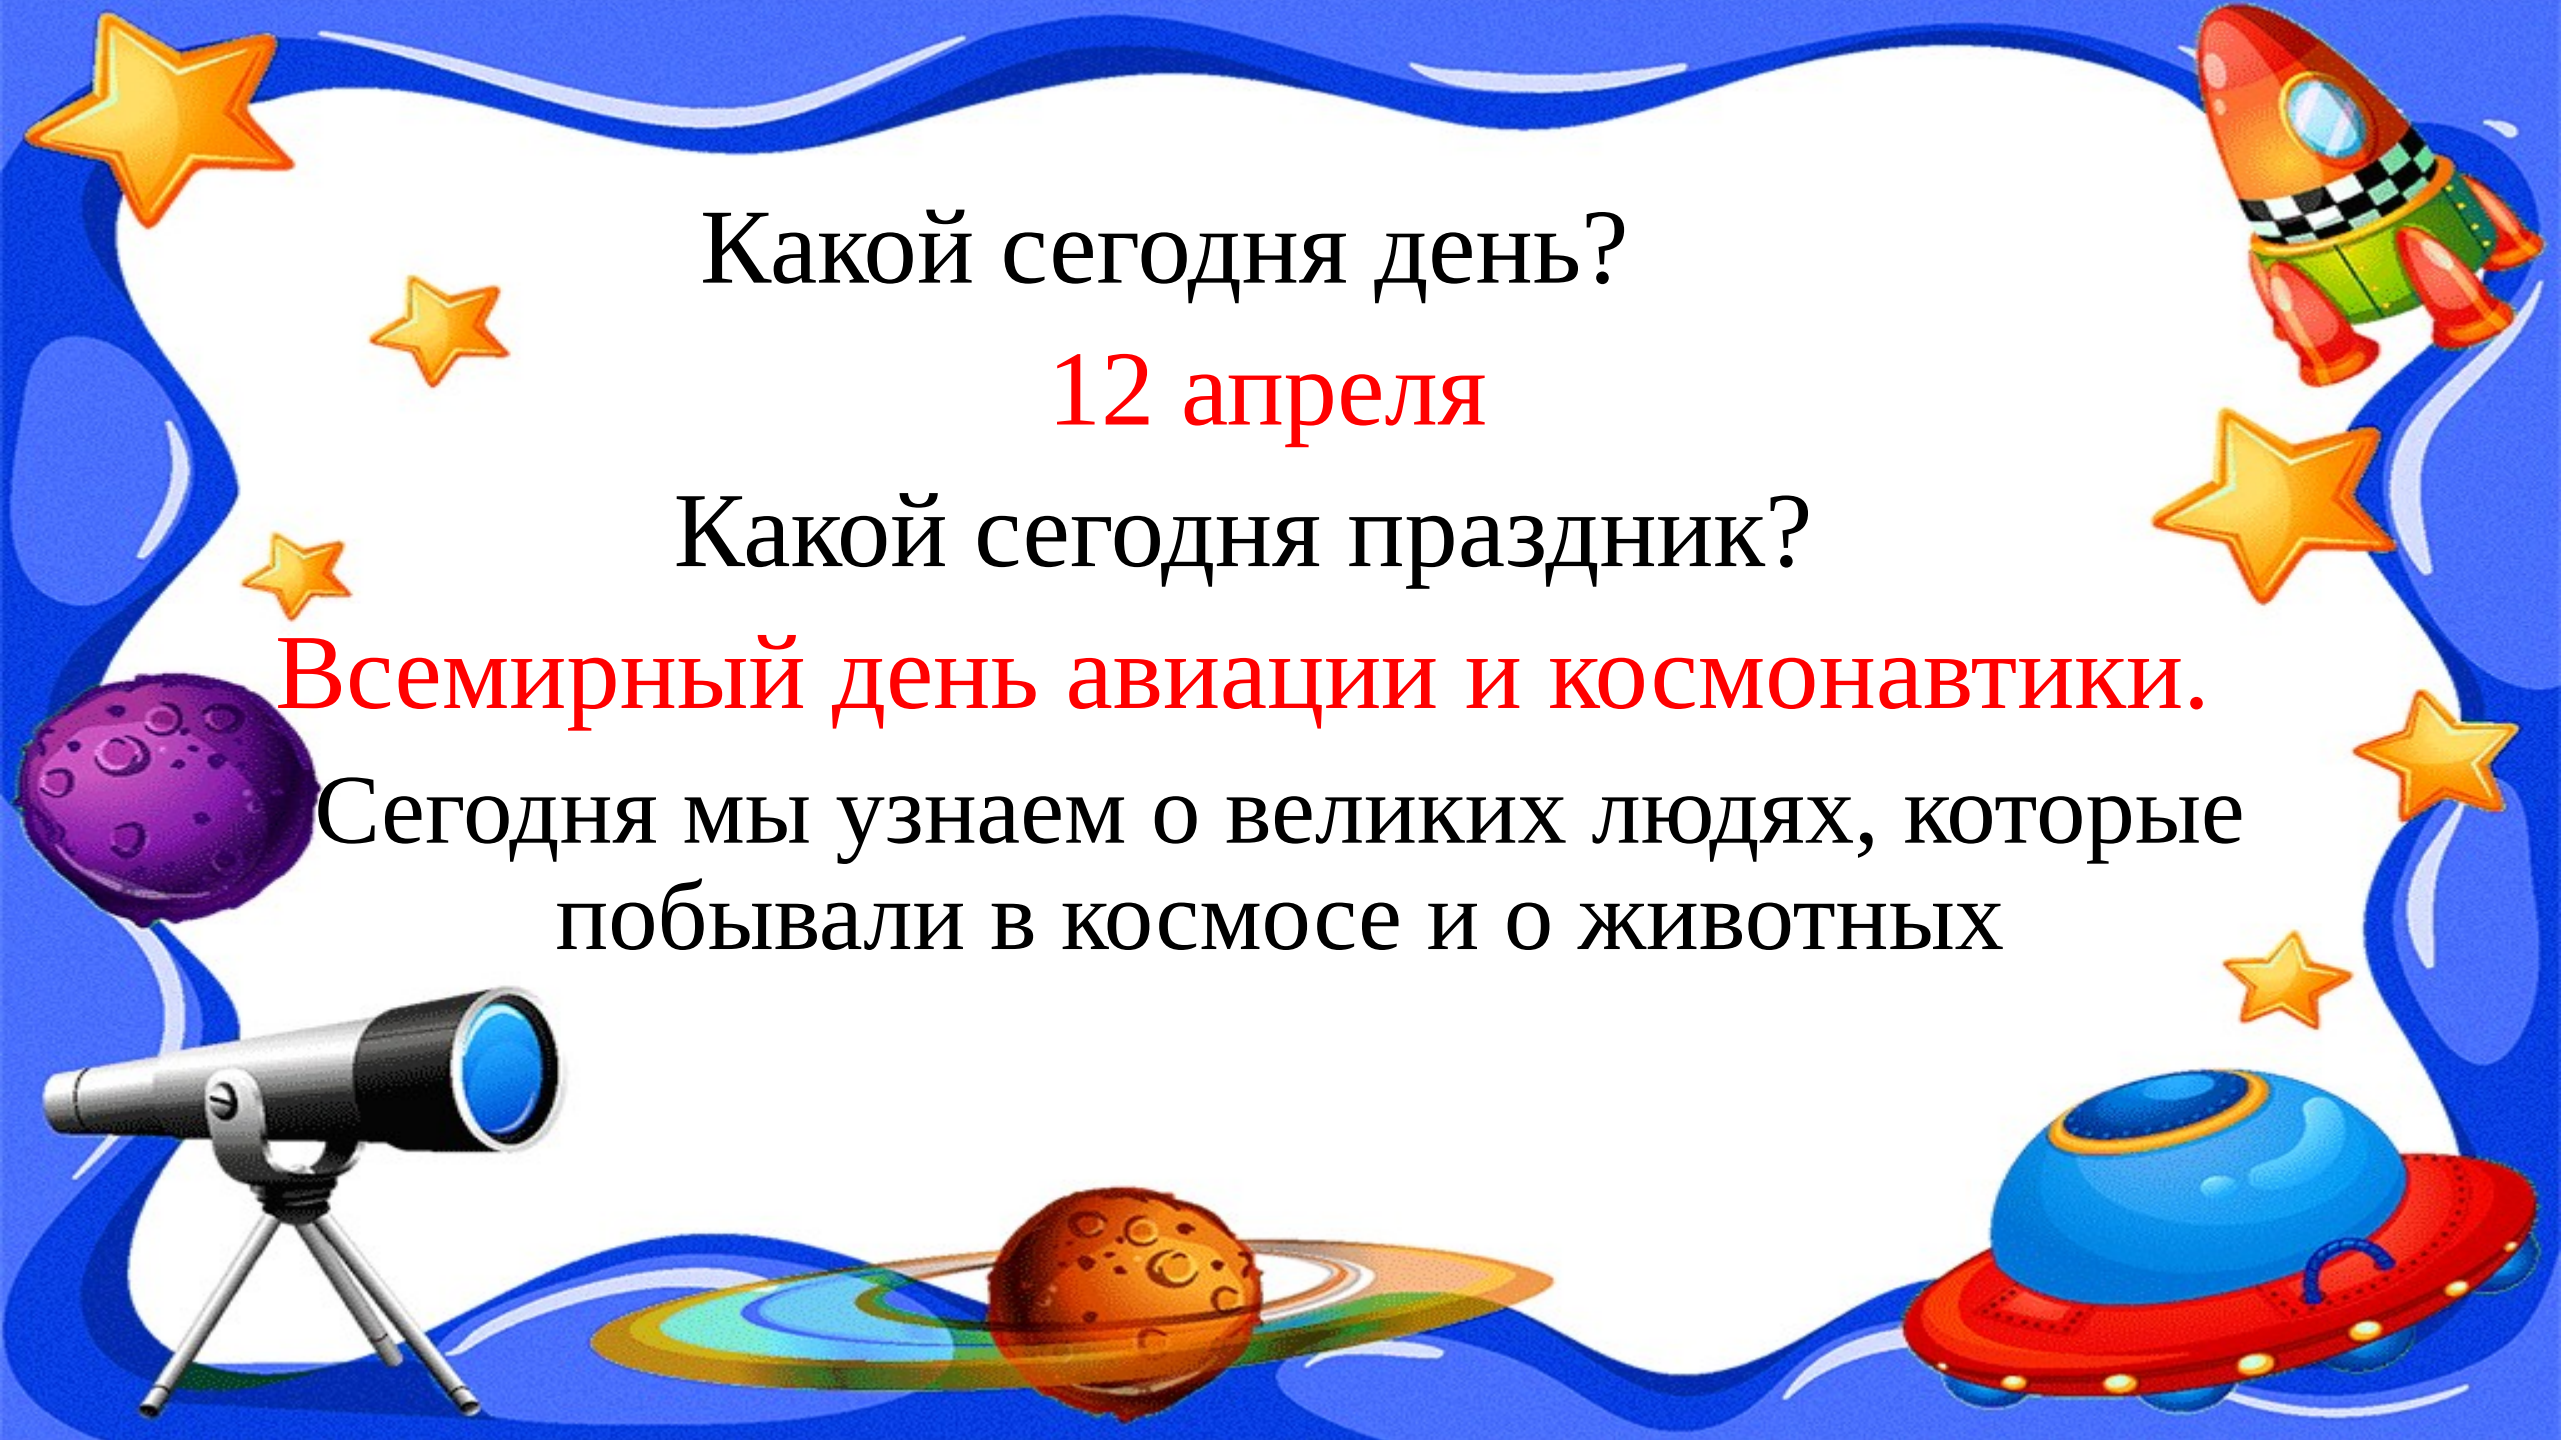 Какой сегодня день?
12 апреля
Какой сегодня праздник?
Всемирный день авиации и космонавтики.
Сегодня мы узнаем о великих людях, которые
побывали в космосе и о животных